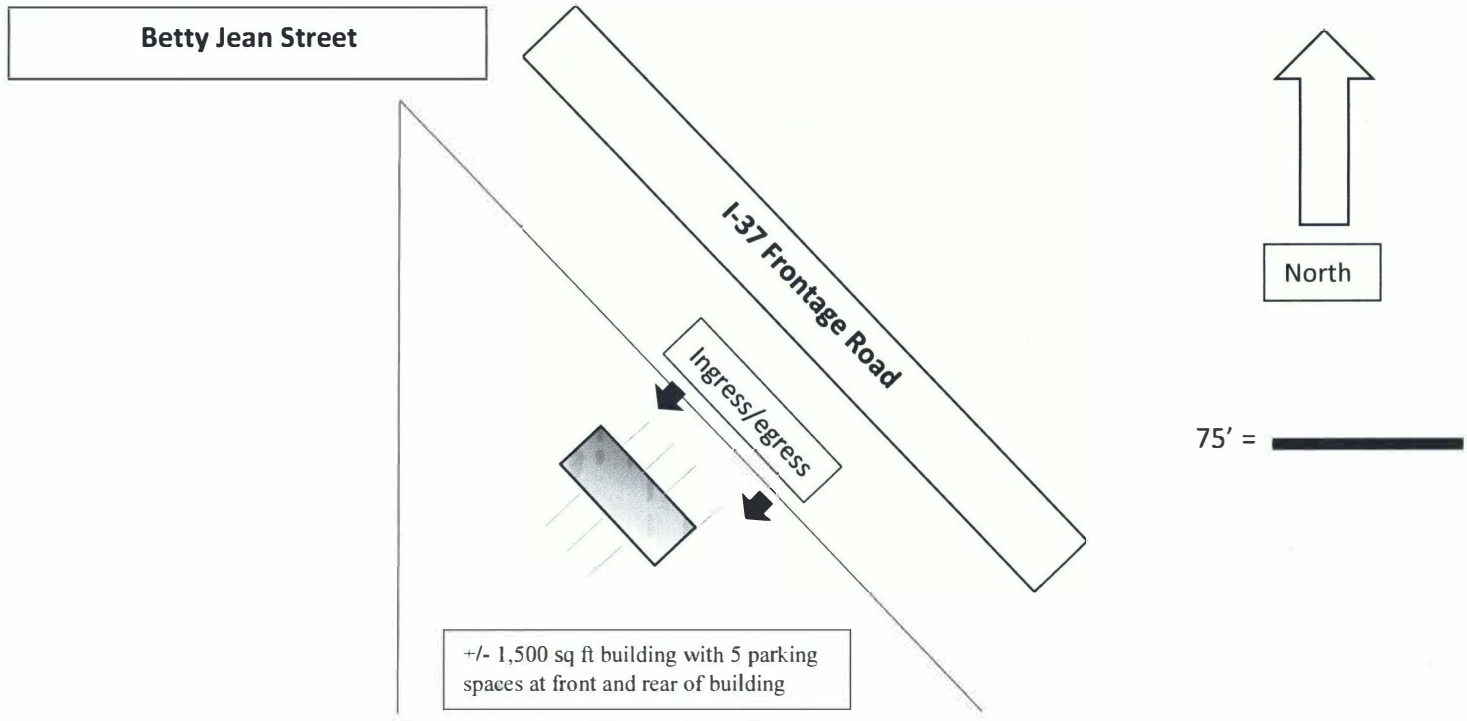 Betty Jean Street
I-37 Frontage Road
North
Ingress/egress
75’ =
+/- 1,500 sq ft building with 5 parking
spaces at front and rear of building